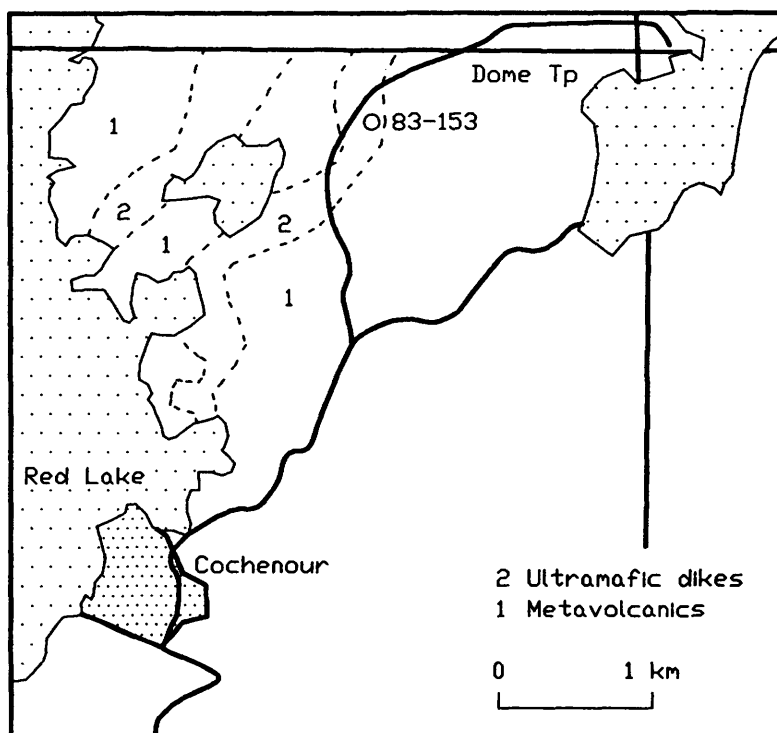 Dome Tp
1
83-153
2
2
1
1
Red Lake
Cochenour
2 Ultramafic dikes
1 Metavolcanics
0 1 km